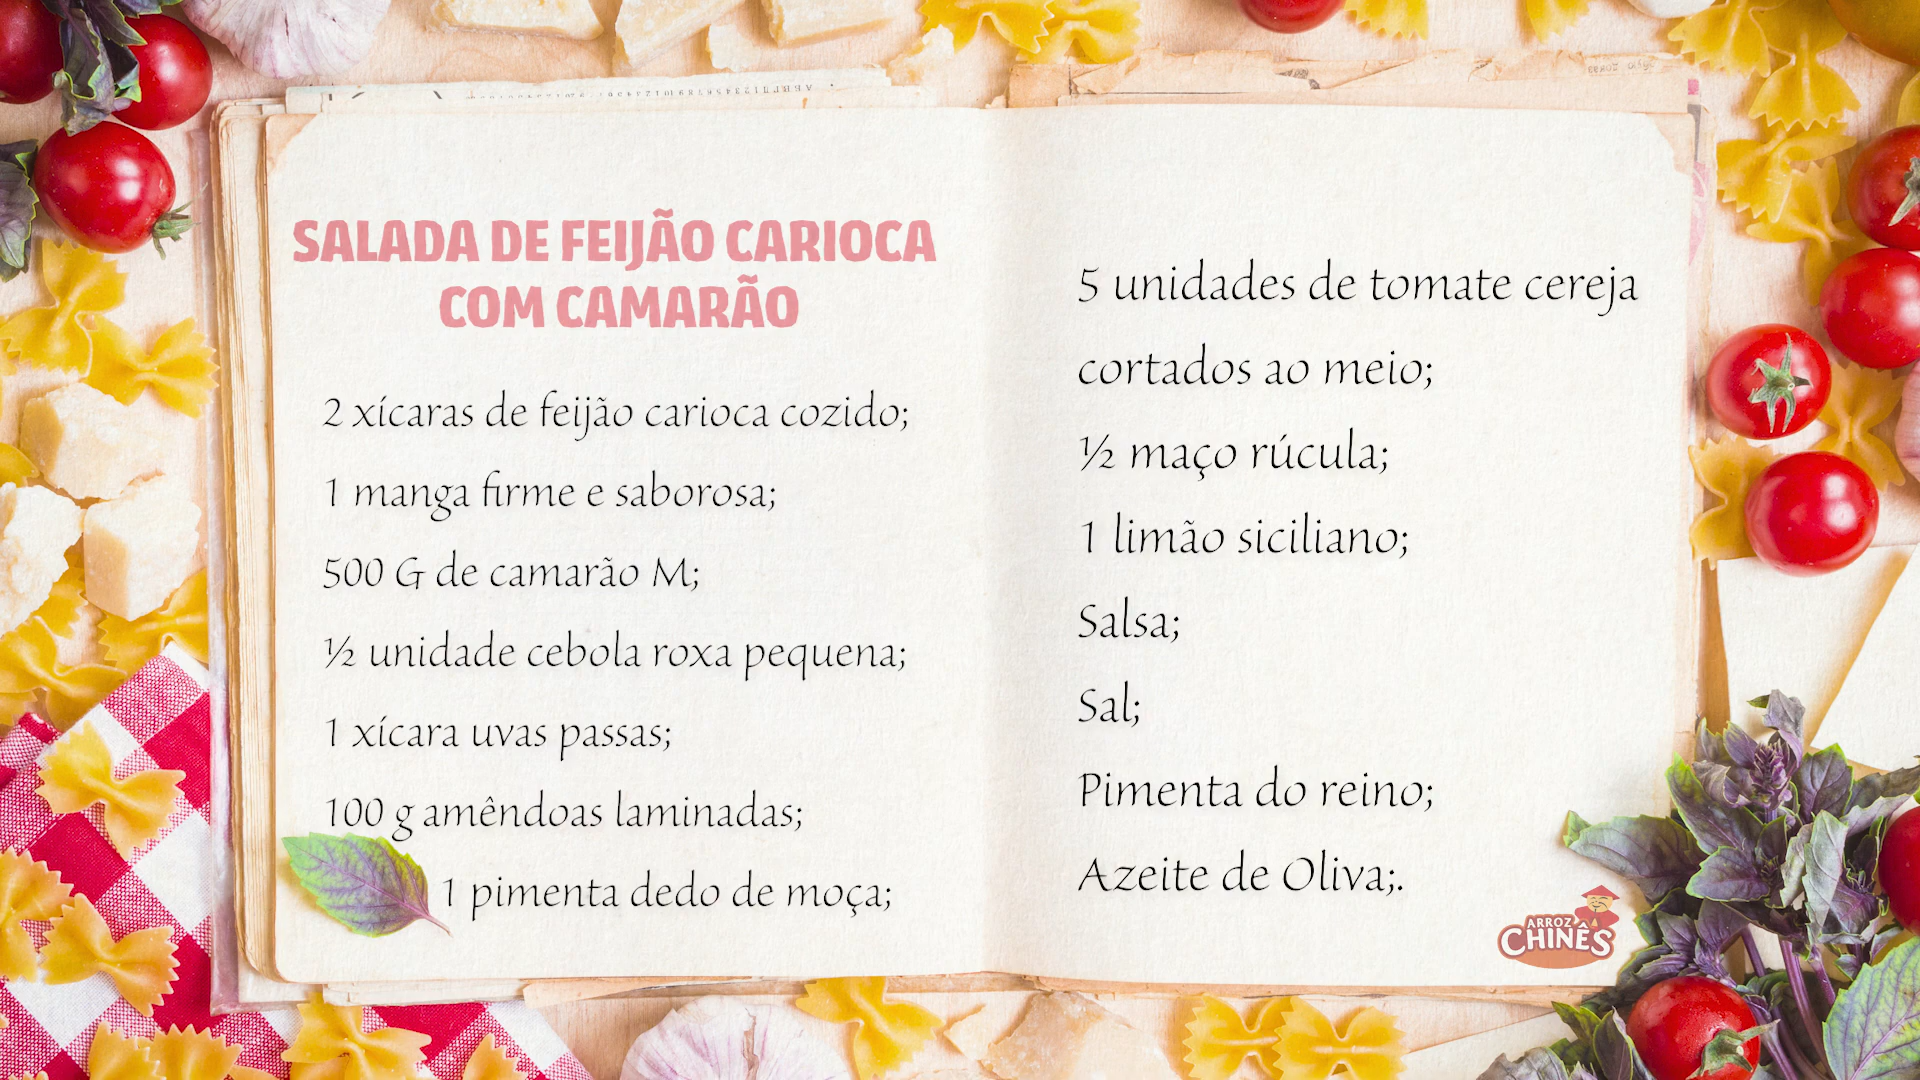 SALADA DE FEIJÃO CARIOCA
COM CAMARÃO
2 xícaras de feijão carioca cozido;
1 manga firme e saborosa;
500 G de camarão M;
½ unidade cebola roxa pequena;
1 xícara uvas passas;
100 g amêndoas laminadas;
1 pimenta dedo de moça;
5 unidades de tomate cereja
cortados ao meio;
½ maço rúcula;
1 limão siciliano;
Salsa;
Sal;
Pimenta do reino;
Azeite de Oliva;.
ARROZ
CHINÊS